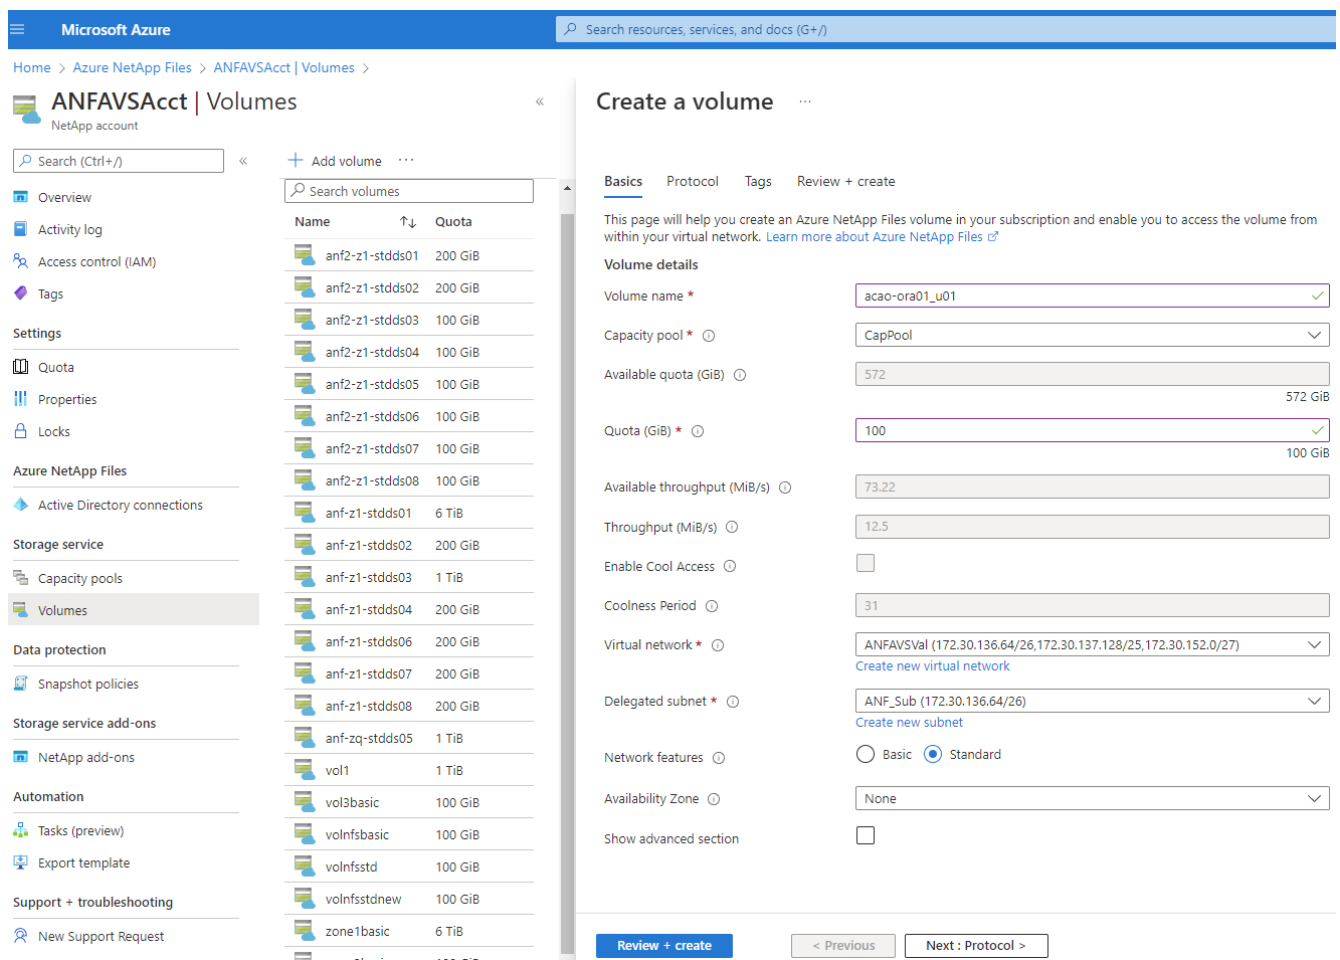 Microsoft Azure
Search resources, services, and docs (G+/)
Home > Azure NetApp Files > ANFAVSAcct | Volumes >
ANFAVSAcct | Volumes
NetApp account
Search (Ctrl+/)
Overview
Activity log
Access control (IAM)
Tags
Settings
Quota
Properties
Locks
Azure NetApp Files
Active Directory connections
Storage service
Capacity pools
Volumes
Data protection
Snapshot policies
Storage service add-ons
NetApp add-ons
Automation
Tasks (preview)
Export template
Support + troubleshooting
New Support Request
+ Add volume ...
Search volumes
Name ↑↓ Quota
anf2-z1-stdds01 200 GiB
anf2-z1-stdds02 200 GiB
anf2-z1-stdds03 100 GiB
anf2-z1-stdds04 100 GiB
anf2-z1-stdds05 100 GiB
anf2-z1-stdds06 100 GiB
anf2-z1-stdds07 100 GiB
anf2-z1-stdds08 100 GiB
anf-z1-stdds01 6 TiB
anf-z1-stdds02 200 GiB
anf-z1-stdds03 1 TiB
anf-z1-stdds04 200 GiB
anf-z1-stdds06 200 GiB
anf-z1-stdds07 200 GiB
anf-z1-stdds08 200 GiB
anf-zq-stdds05 1 TiB
vol1 1 TiB
vol3basic 100 GiB
volnfsbasic 100 GiB
volnfsstd 100 GiB
volnfsstdnew 100 GiB
zone1basic 6 TiB
Create a volume ...
Basics Protocol Tags Review + create
This page will help you create an Azure NetApp Files volume in your subscription and enable you to access the volume from
within your virtual network. Learn more about Azure NetApp Files
Volume details
Volume name * acao-ora01_u01
Capacity pool * CapPool
Available quota (GiB) 572
572 GiB
Quota (GiB) * 100
100 GiB
Available throughput (MiB/s) 73.22
Throughput (MiB/s) 12.5
Enable Cool Access
Coolness Period 31
Virtual network * ANFAVSVal (172.30.136.64/26,172.30.137.128/25,172.30.152.0/27)
Create new virtual network
Delegated subnet * ANF_Sub (172.30.136.64/26)
Create new subnet
Network features Basic Standard
Availability Zone None
Show advanced section
Review + create < Previous Next : Protocol >